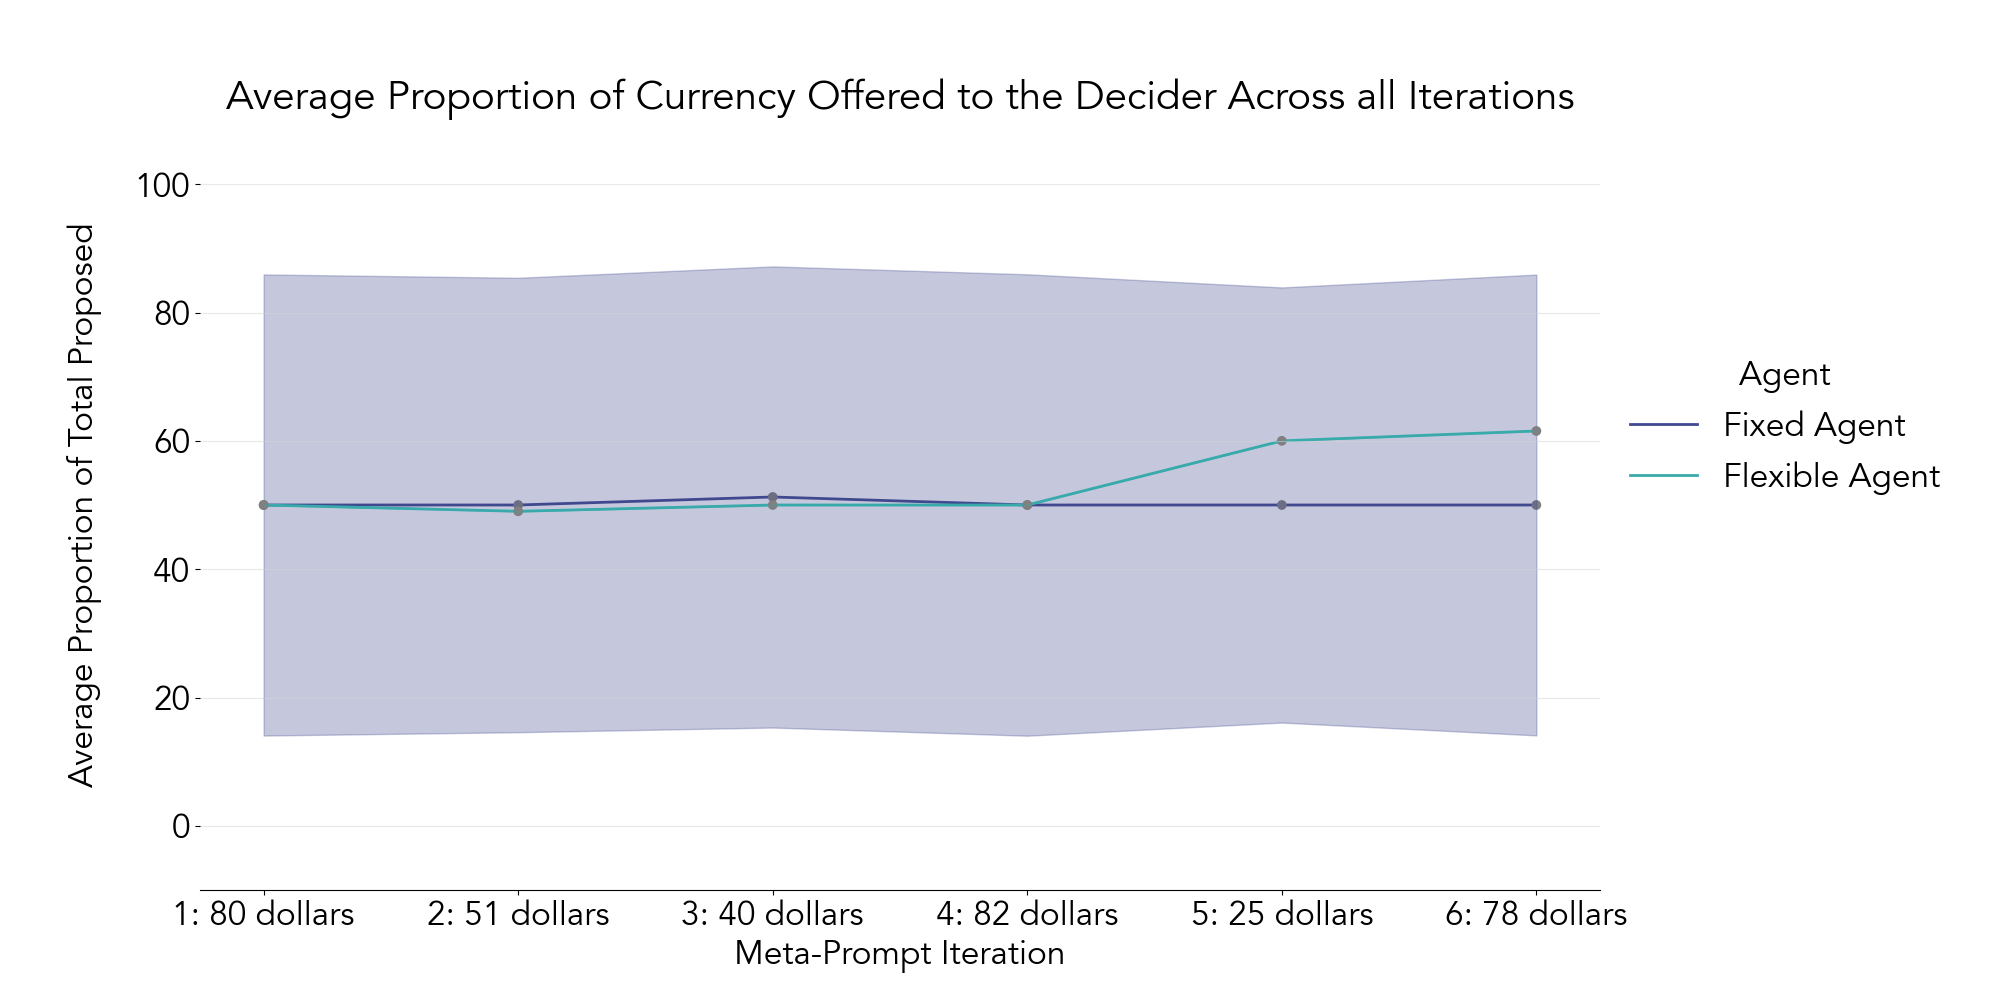 Average Proportion of Currency Offered to the Decider Across all Iterations
Average Proportion of Total Proposed
100
80
60
40
20
0
1: 80 dollars
2: 51 dollars
3: 40 dollars
4: 82 dollars
5: 25 dollars
6: 78 dollars
Meta-Prompt Iteration
Agent
Fixed Agent
Flexible Agent